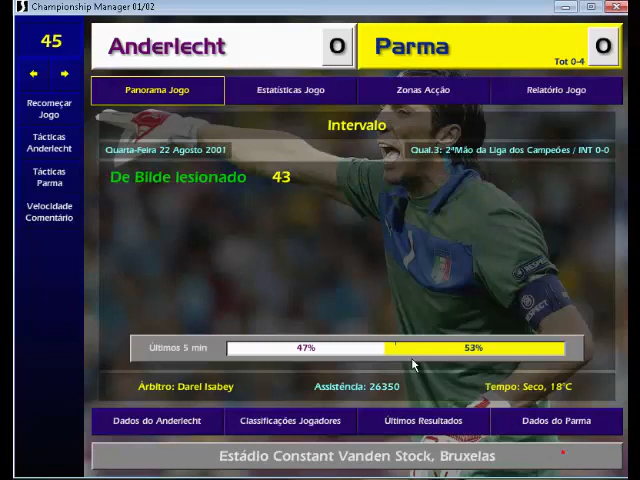 Championship Manager 01/02
45
Anderlecht 0
Parma 0
Tot 0-4
Recomeçar
Jogo
Tácticas
Anderlecht
Tácticas
Parma
Velocidade
Comentário
Panorama Jogo
Estatísticas Jogo
Zonas Acção
Relatório Jogo
Intervalo
Quarta-Feira 22 Agosto 2001
Qual.3: 2ªMão da Liga dos Campeões / INT 0-0
De Bilde lesionado 43
Últimos 5 min 47% 53%
Árbitro: Darel Isabey
Assistência: 26350
Tempo: Seco, 18°C
Dados do Anderlecht
Classificações Jogadores
Últimos Resultados
Dados do Parma
Estádio Constant Vanden Stock, Bruxelas